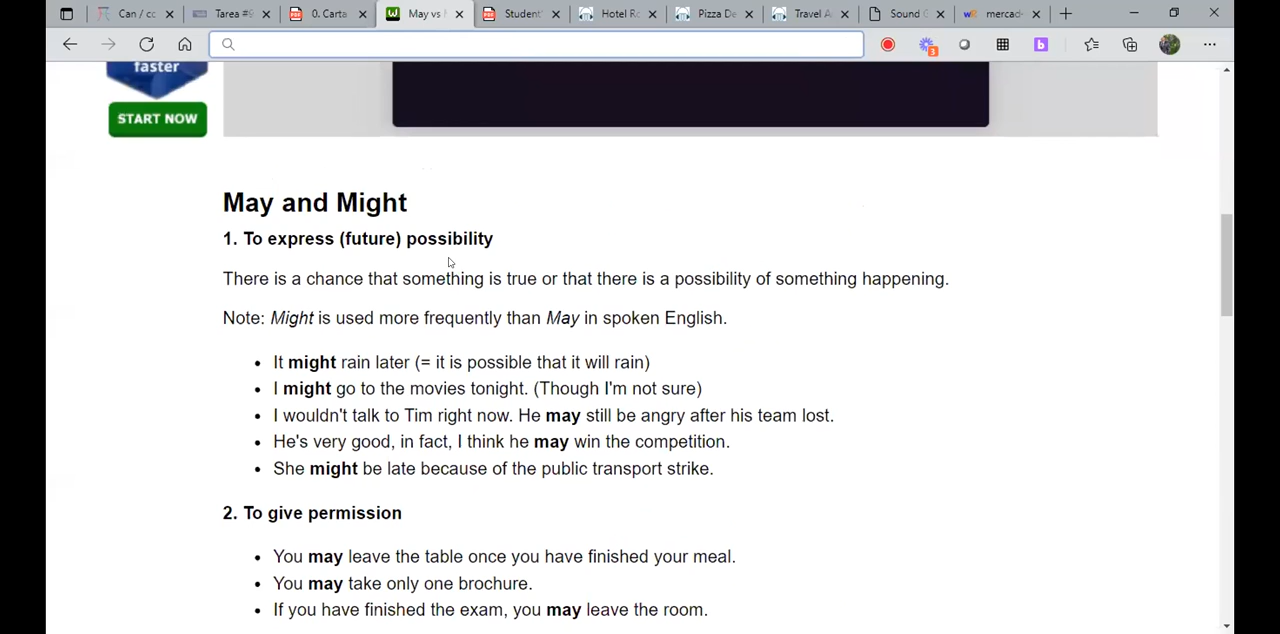 Can / cc
Tarea #9
0. Carta
May vs
Student'
Hotel Ro
Pizza De
Travel A
Sound
mercad
3
b
faster
START NOW
May and Might
1. To express (future) possibility
There is a chance that something is true or that there is a possibility of something happening.
Note: Might is used more frequently than May in spoken English.
• It might rain later (= it is possible that it will rain)
• I might go to the movies tonight. (Though I'm not sure)
• I wouldn't talk to Tim right now. He may still be angry after his team lost.
• He's very good, in fact, I think he may win the competition.
• She might be late because of the public transport strike.
2. To give permission
• You may leave the table once you have finished your meal.
• You may take only one brochure.
• If you have finished the exam, you may leave the room.